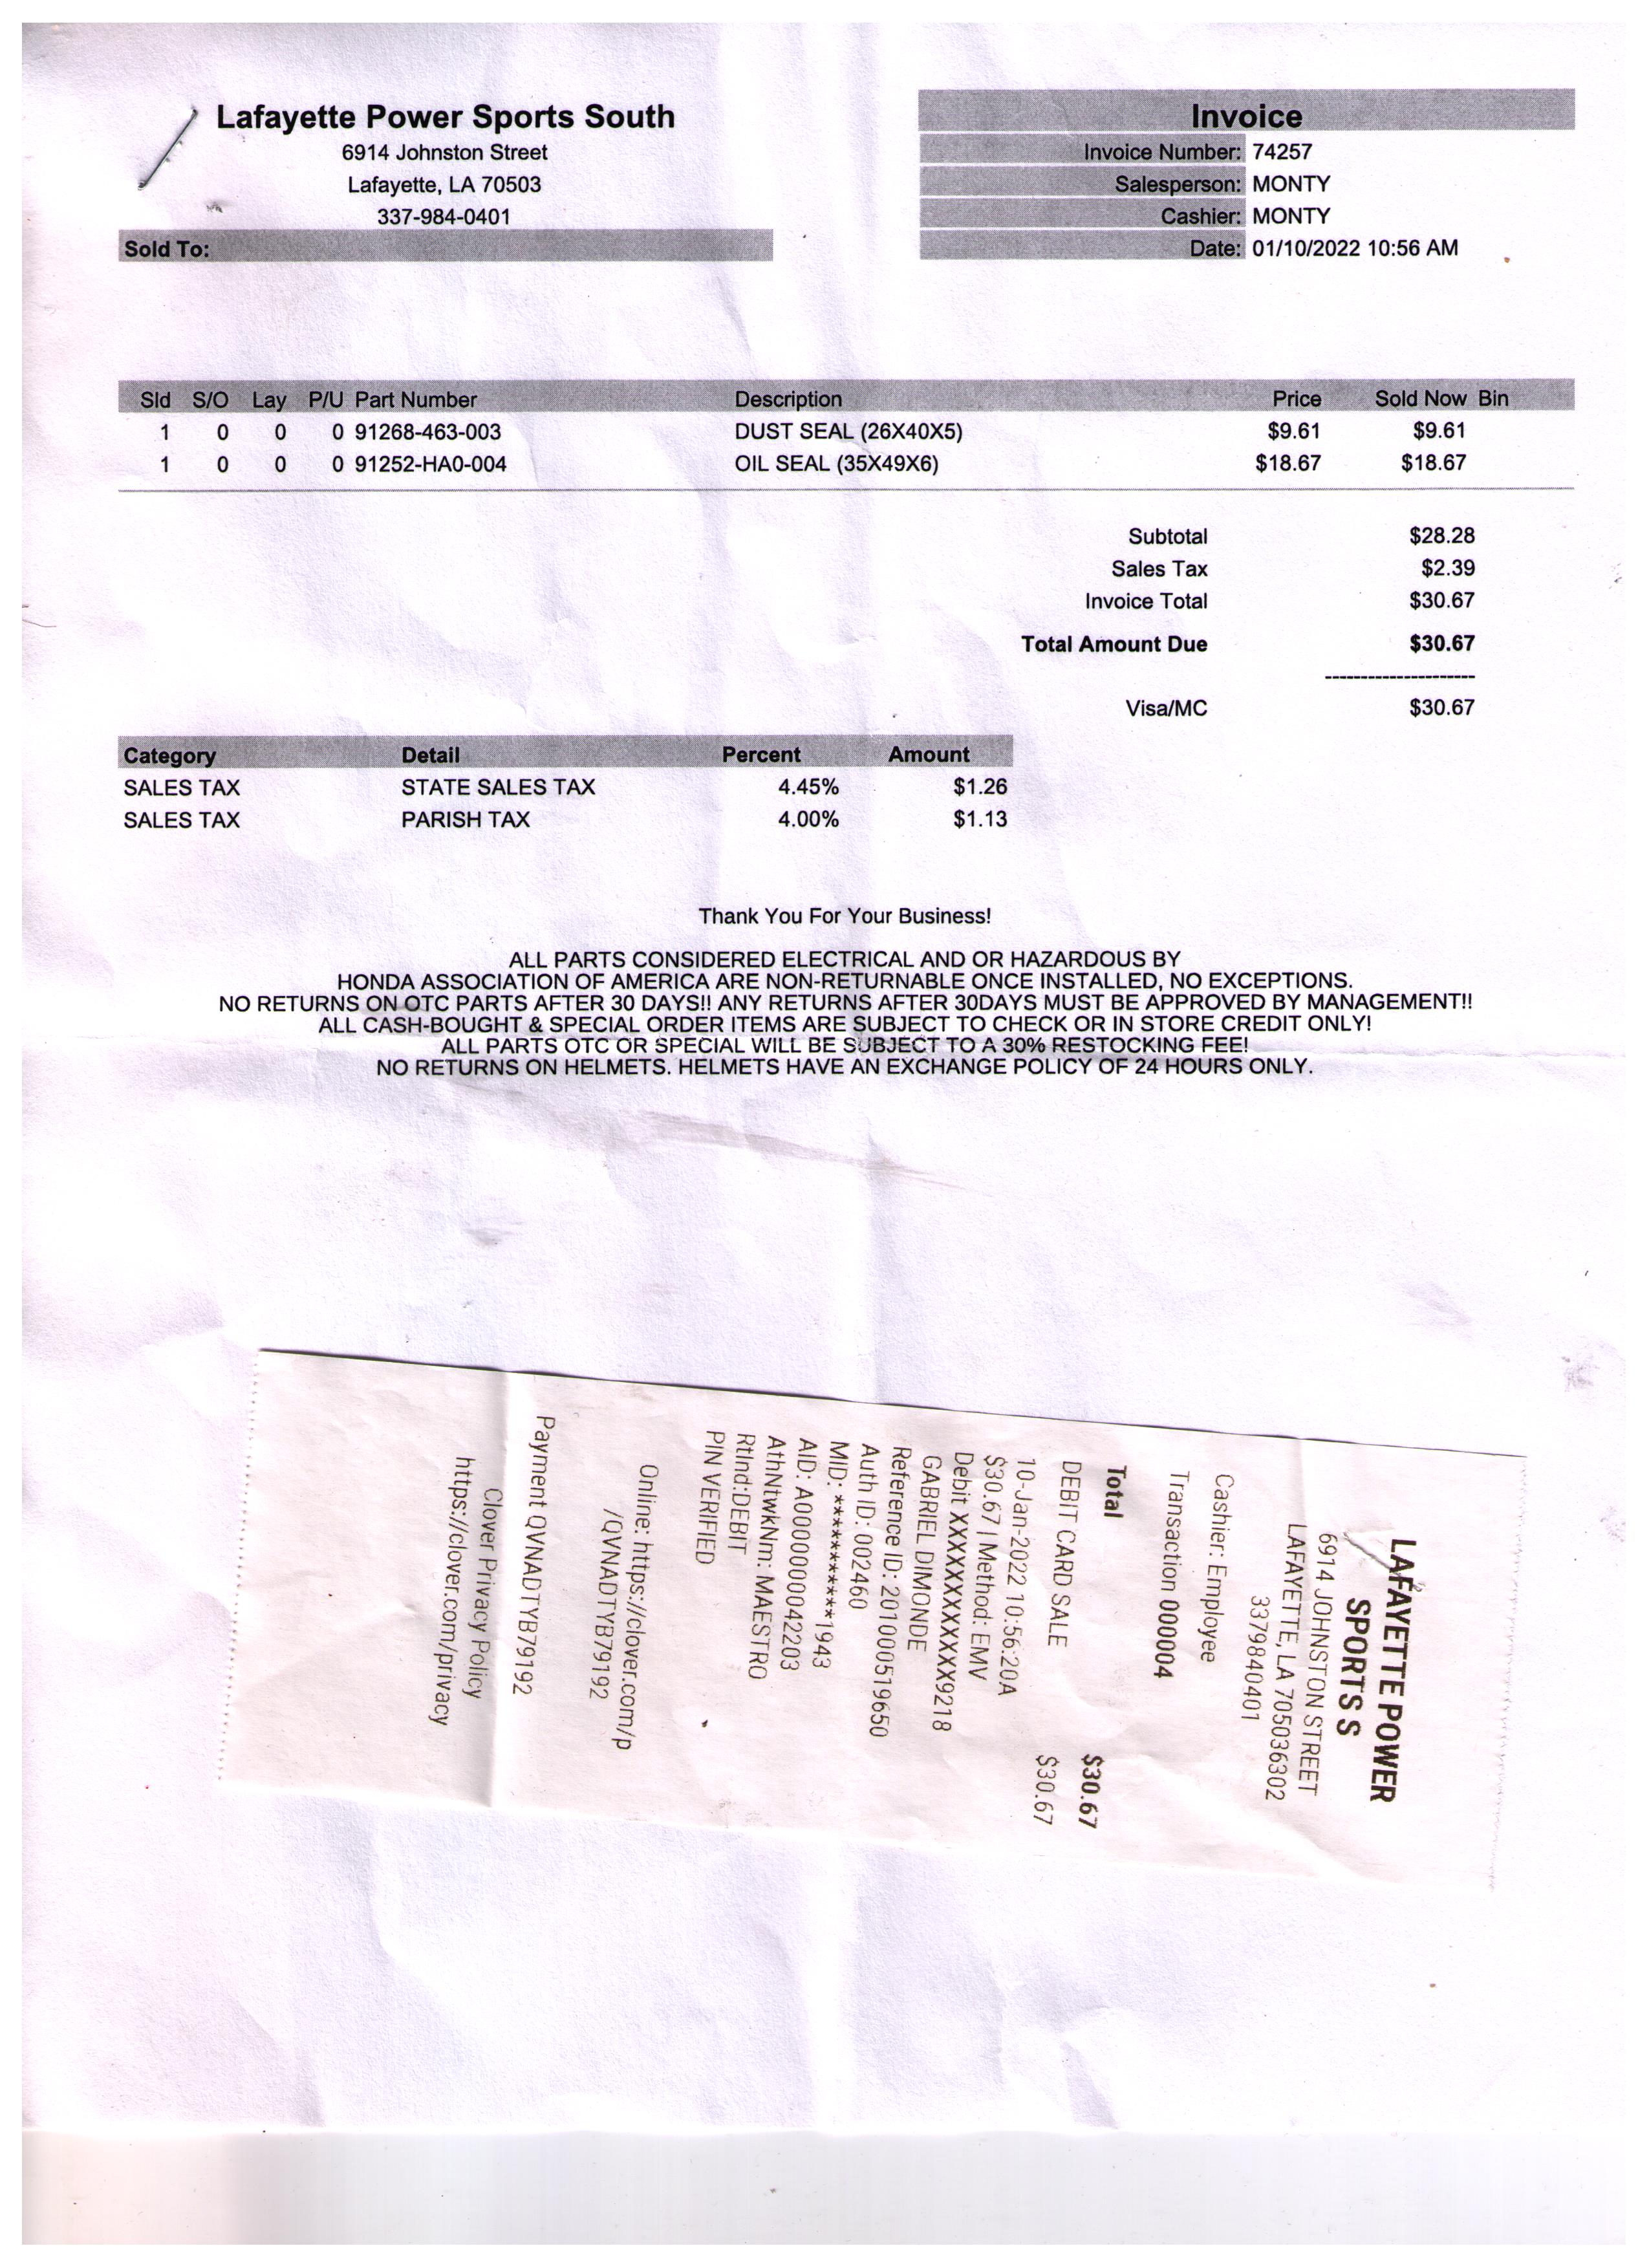 Lafayette Power Sports South
6914 Johnston Street
Lafayette, LA 70503
337-984-0401
Sold To:
Invoice
Invoice Number: 74257
Salesperson: MONTY
Cashier: MONTY
Date: 01/10/2022 10:56 AM
Sld S/O Lay P/U Part Number Description Price Sold Now Bin
1 0 0 0 91268-463-003 DUST SEAL (26X40X5) $9.61 $9.61
1 0 0 0 91252-HA0-004 OIL SEAL (35X49X6) $18.67 $18.67
Subtotal $28.28
Sales Tax $2.39
Invoice Total $30.67
Total Amount Due $30.67
----------------------
Visa/MC $30.67
Category Detail Percent Amount
SALES TAX STATE SALES TAX 4.45% $1.26
SALES TAX PARISH TAX 4.00% $1.13
Thank You For Your Business!
ALL PARTS CONSIDERED ELECTRICAL AND OR HAZARDOUS BY
HONDA ASSOCIATION OF AMERICA ARE NON-RETURNABLE ONCE INSTALLED, NO EXCEPTIONS.
NO RETURNS ON OTC PARTS AFTER 30 DAYS!! ANY RETURNS AFTER 30DAYS MUST BE APPROVED BY MANAGEMENT!!
ALL CASH-BOUGHT & SPECIAL ORDER ITEMS ARE SUBJECT TO CHECK OR IN STORE CREDIT ONLY!
ALL PARTS OTC OR SPECIAL WILL BE SUBJECT TO A 30% RESTOCKING FEE!
NO RETURNS ON HELMETS. HELMETS HAVE AN EXCHANGE POLICY OF 24 HOURS ONLY.
LAFAYETTE POWER
SPORTS S
6914 JOHNSTON STREET
LAFAYETTE, LA 705036302
3379840401
Cashier: Employee
Transaction 000004
Total $30.67
DEBIT CARD SALE $30.67
10-Jan-2022 10:56:20A
$30.67 | Method: EMV
Debit XXXXXXXXXXXX9218
GABRIEL DIMONDE
Reference ID: 201000519650
Auth ID: 002460
MID: **********1943
AID: A0000000042203
AthNtwkNm: MAESTRO
RtInd:DEBIT
PIN VERIFIED
Online: https://clover.com/p
/QVNADTYB79192
Payment QVNADTYB79192
Clover Privacy Policy
https://clover.com/privacy